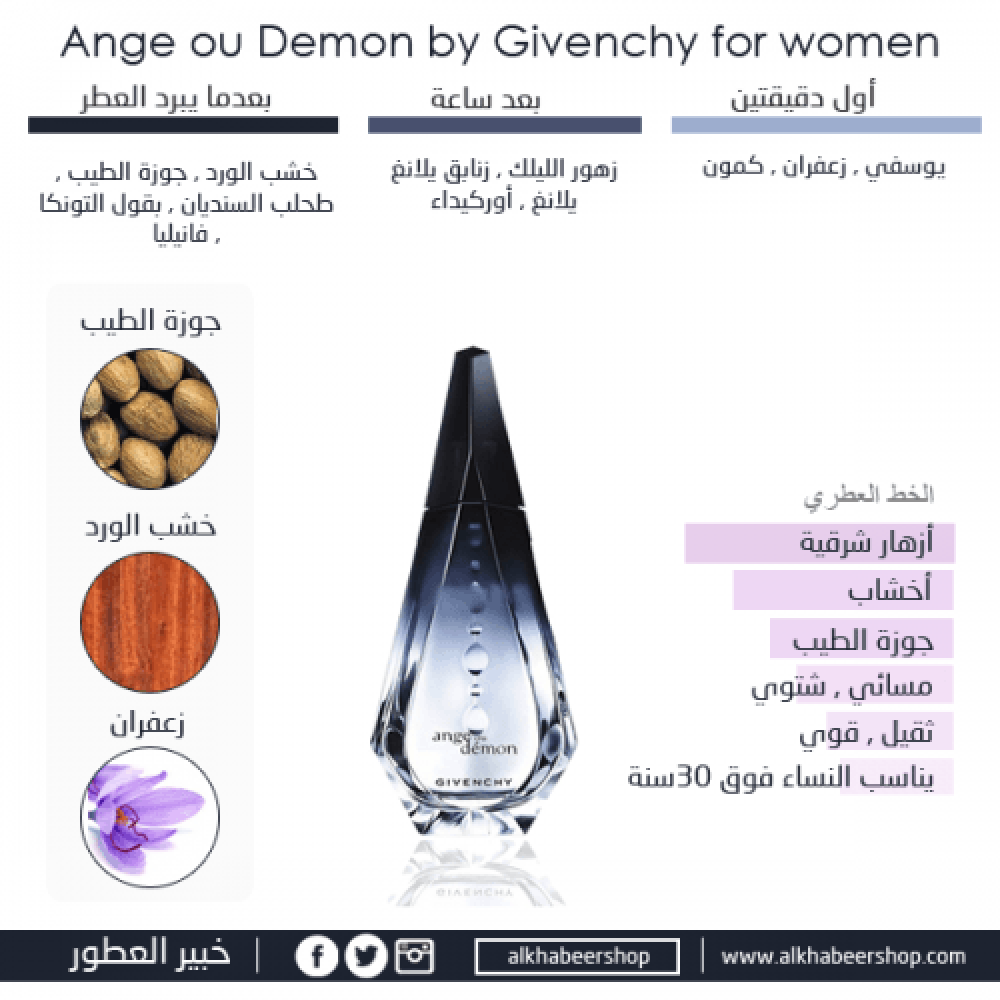 Ange ou Demon by Givenchy for women
أول دقيقتين
بعد ساعة
بعدما يبرد العطر
يوسفي , زعفران , كمون
زهور الليلك , زنابق يلانغ
يلانغ , أوركيداء
خشب الورد , جوزة الطيب ,
طحلب السنديان , بقول التونكا
, فانيليا
جوزة الطيب
خشب الورد
زعفران
الخط العطري
أزهار شرقية
أخشاب
جوزة الطيب
مسائي , شتوي
ثقيل , قوي
يناسب النساء فوق 30سنة
ange ou
démon
GIVENCHY
GIVENCHY
خبير العطور
alkhabeershop
www.alkhabeershop.com